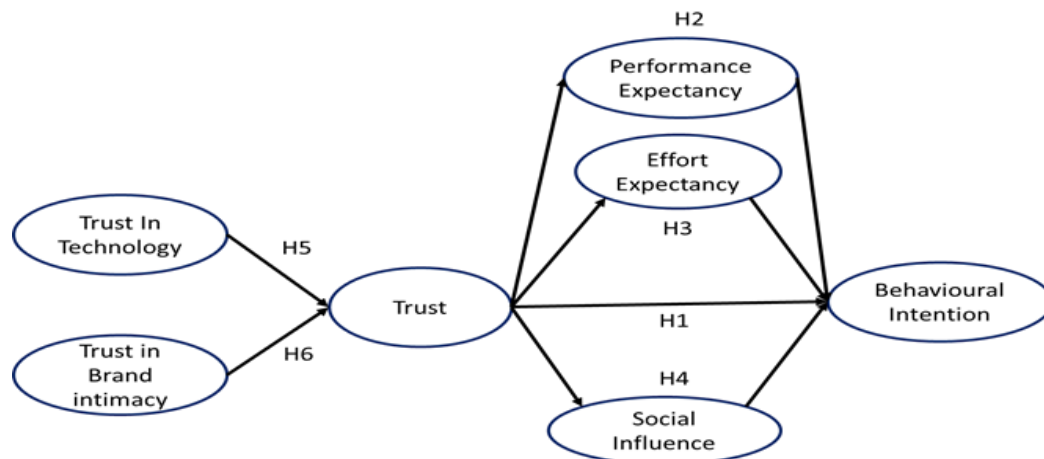 H2
Performance
Expectancy
Effort
Expectancy
H3
Trust In
Technology
H5
Trust
H1
Behavioural
Intention
Trust in
Brand
intimacy
H6
H4
Social
Influence